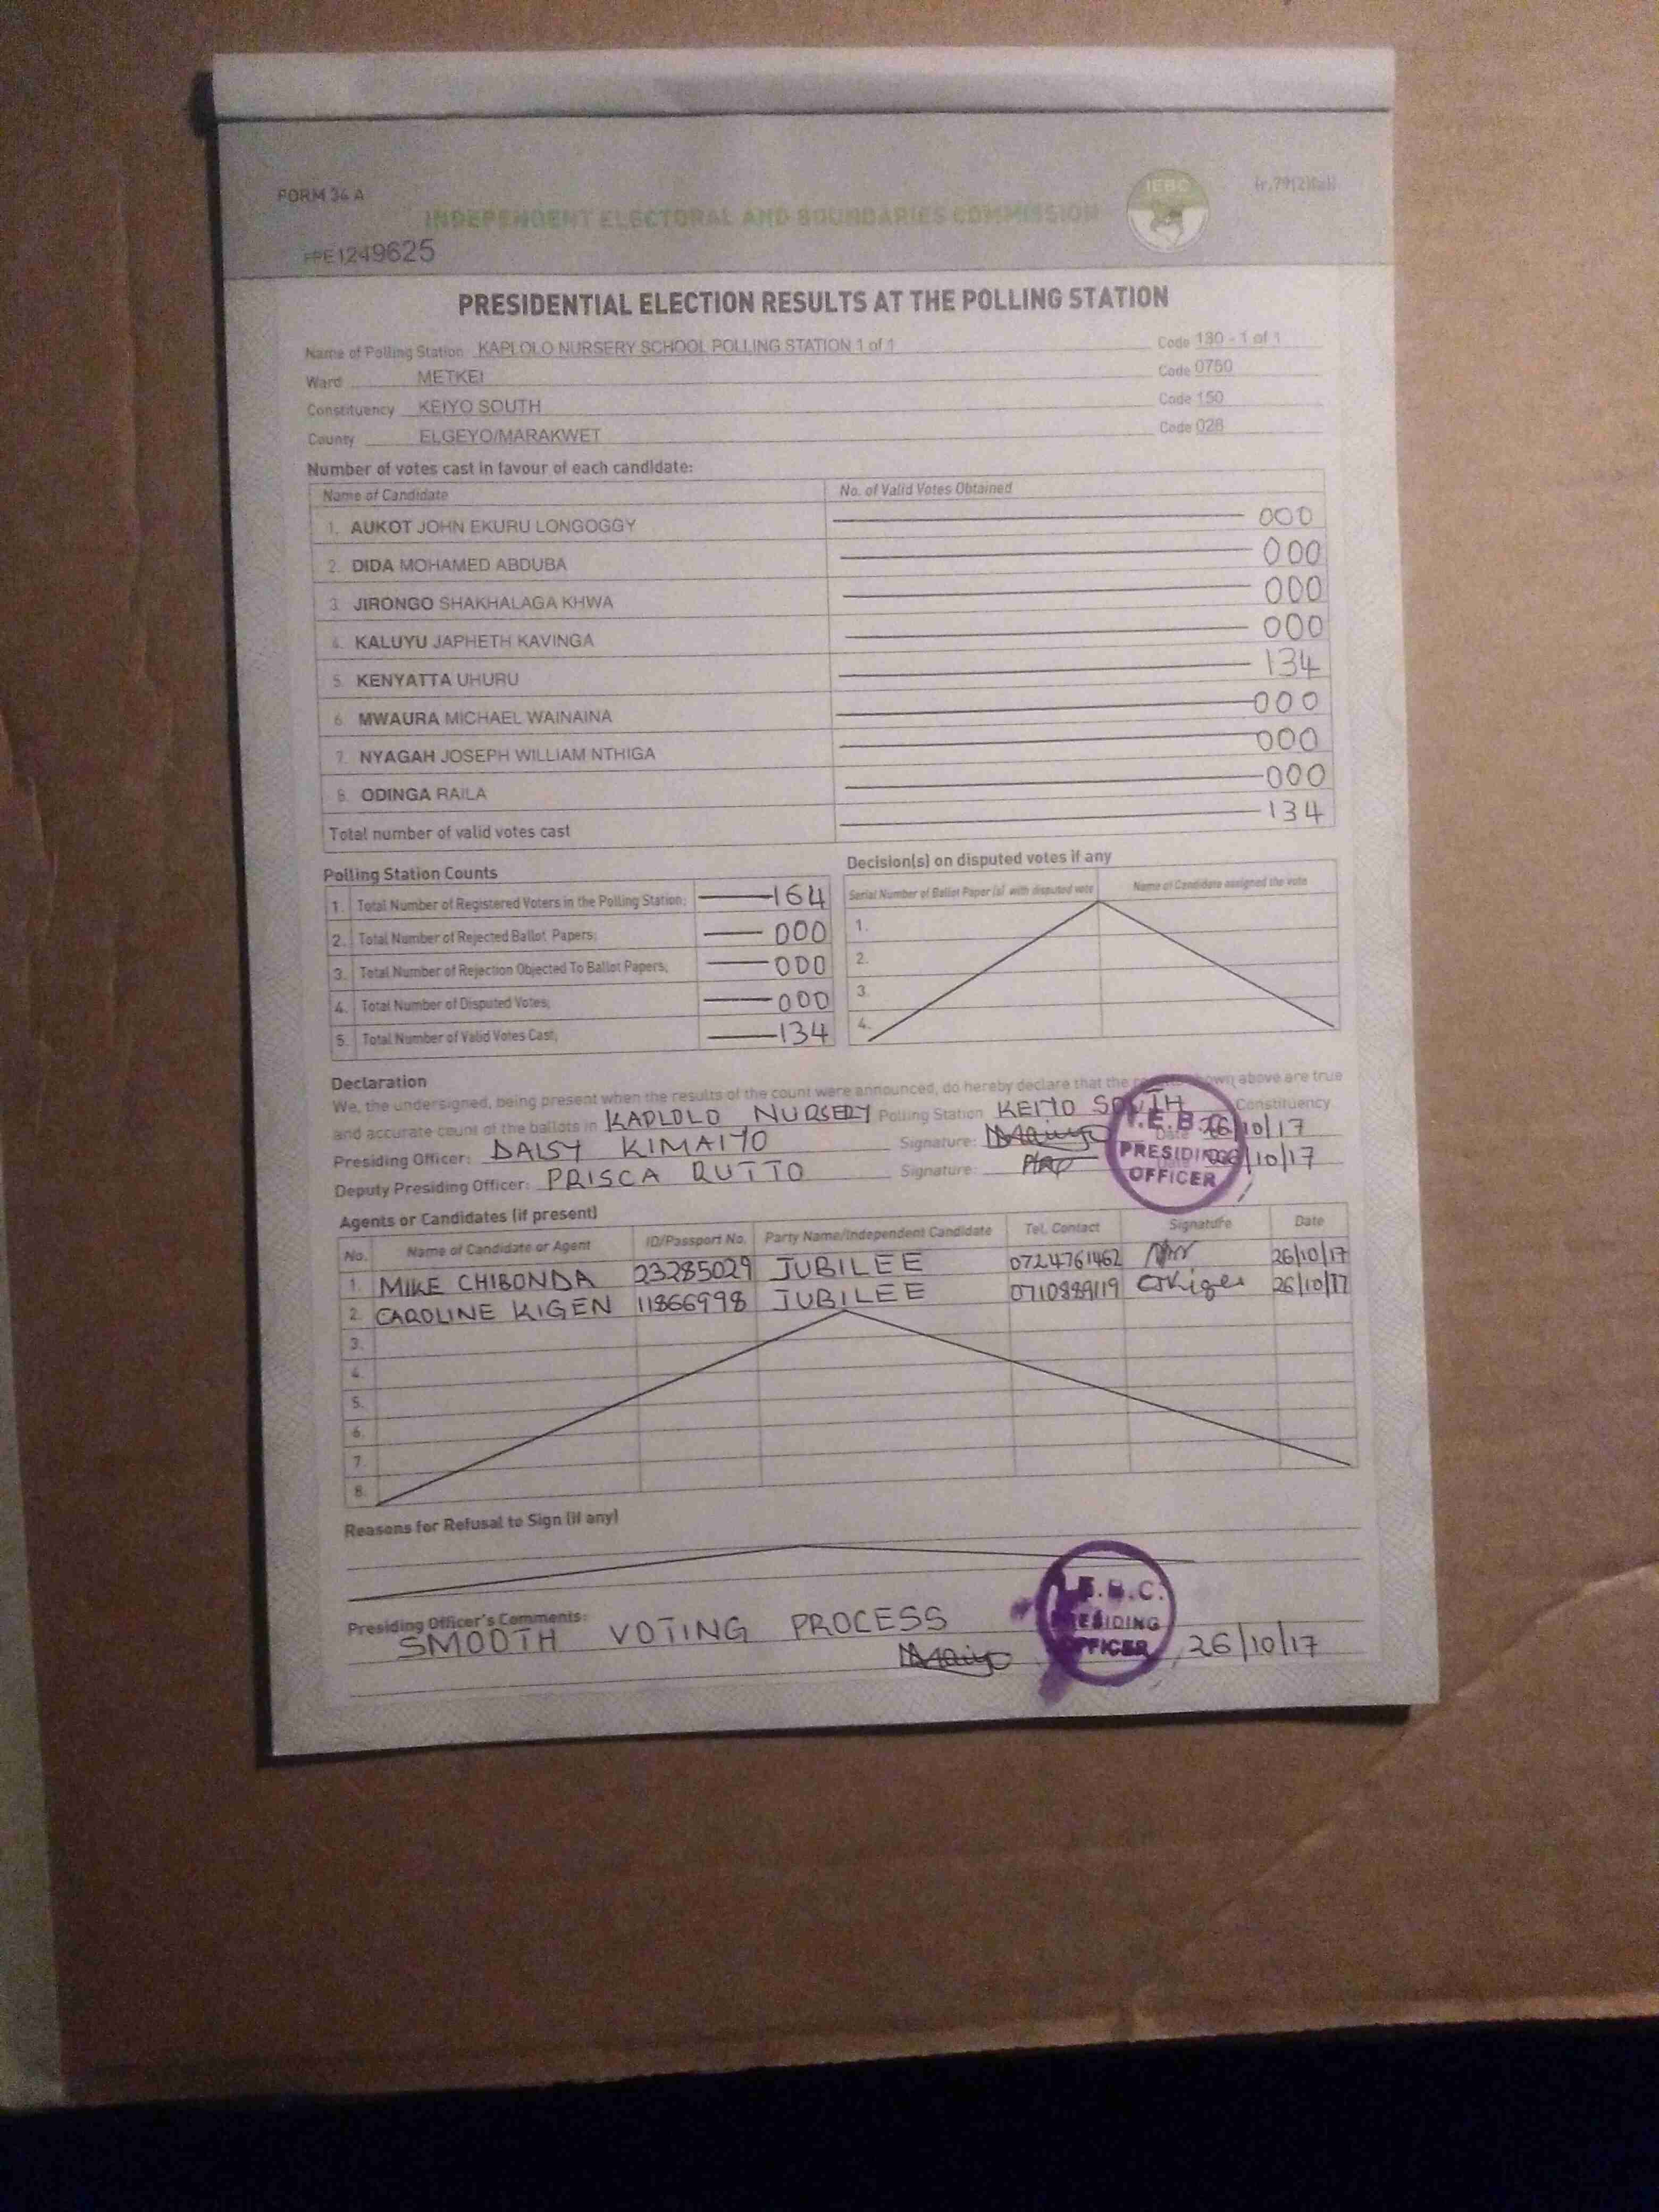 FORM 34 A
(r.79(2)(a))
IEBC
INDEPENDENT ELECTORAL AND BOUNDARIES COMMISSION
PRE1249625
PRESIDENTIAL ELECTION RESULTS AT THE POLLING STATION
Name of Polling Station KAPLOLO NURSERY SCHOOL POLLING STATION 1 of 1 Code 130 - 1 of 1
Ward METKEI Code 0750
Constituency KEIYO SOUTH Code 150
County ELGEYO/MARAKWET Code 028
Number of votes cast in favour of each candidate:
Name of Candidate No. of Valid Votes Obtained
1. AUKOT JOHN EKURU LONGOGGY 000
2. DIDA MOHAMED ABDUBA 000
3. JIRONGO SHAKHALAGA KHWA 000
4. KALUYU JAPHETH KAVINGA 000
5. KENYATTA UHURU 134
6. MWAURA MICHAEL WAINAINA 000
7. NYAGAH JOSEPH WILLIAM NTHIGA 000
8. ODINGA RAILA 000
Total number of valid votes cast 134
Polling Station Counts
1. Total Number of Registered Voters in the Polling Station: 164
2. Total Number of Rejected Ballot Papers; 000
3. Total Number of Rejection Objected To Ballot Papers; 000
4. Total Number of Disputed Votes; 000
5. Total Number of Valid Votes Cast; 134
Decision(s) on disputed votes if any
Serial Number of Ballot Paper (s) with disputed vote Name of Candidate assigned the vote
1.
2.
3.
4.
Declaration
We, the undersigned, being present when the results of the count were announced, do hereby declare that the shown above are true
and accurate count of the ballots in KAPLOLO NURSERY Polling Station KEIYO SOUTH Constituency
Presiding Officer: DAISY KIMAIYO Signature: Date 26/10/17
Deputy Presiding Officer: PRISCA RUTTO Signature: 26/10/17
I.E.B.C
PRESIDING
OFFICER
Agents or Candidates (if present)
No. Name of Candidate or Agent ID/Passport No. Party Name/Independent Candidate Tel. Contact Signature Date
1. MIKE CHIBONDA 23285029 JUBILEE 0724761462 26/10/17
2. CAROLINE KIGEN 11866998 JUBILEE 0710889119 26/10/17
3.
4.
5.
6.
7.
8.
Reasons for Refusal to Sign (if any)
Presiding Officer's Comments:
SMOOTH VOTING PROCESS
26/10/17
I.E.B.C.
PRESIDING
OFFICER